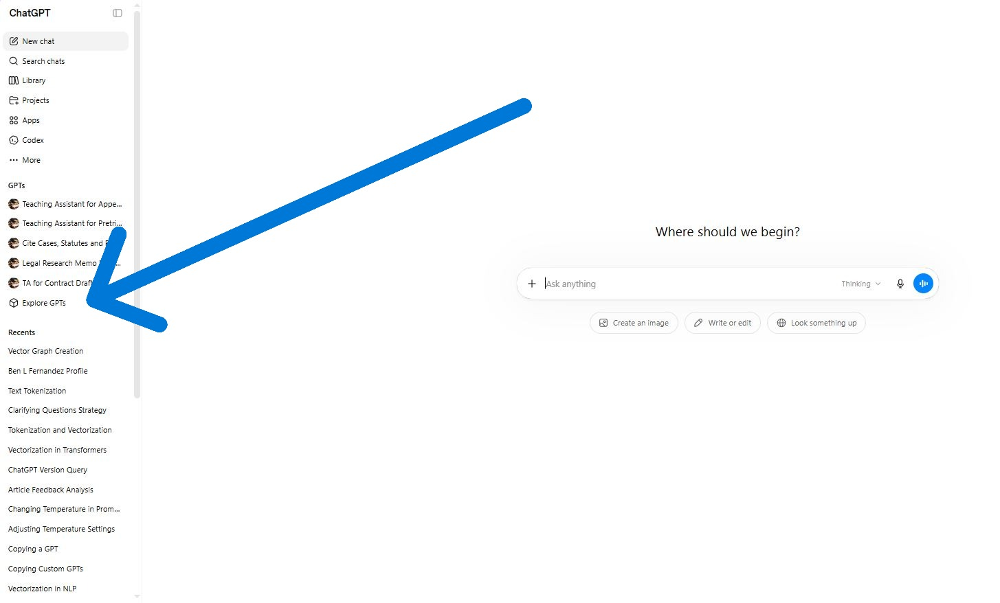 ChatGPT
New chat
Search chats
Library
Projects
Apps
Codex
More
GPTs
Teaching Assistant for Appe...
Teaching Assistant for Pretri...
Cite Cases, Statutes and
Legal Research Memo
TA for Contract Draft
Explore GPTs
Recents
Vector Graph Creation
Ben L Fernandez Profile
Text Tokenization
Clarifying Questions Strategy
Tokenization and Vectorization
Vectorization in Transformers
ChatGPT Version Query
Article Feedback Analysis
Changing Temperature in Prom...
Adjusting Temperature Settings
Copying a GPT
Copying Custom GPTs
Vectorization in NLP
Where should we begin?
Ask anything
Thinking
Create an image
Write or edit
Look something up